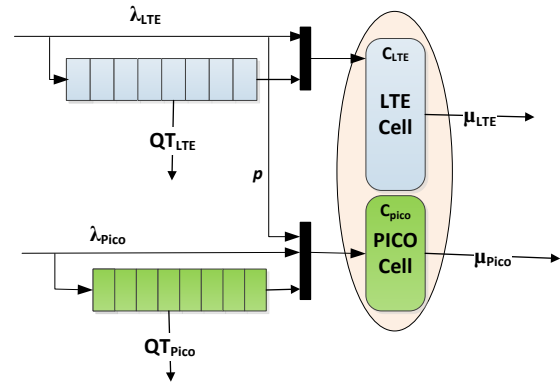 λLTE
CLTE
LTE
Cell
μLTE
QTLTE
p
λPico
Cpico
PICO
Cell
μPico
QTPico